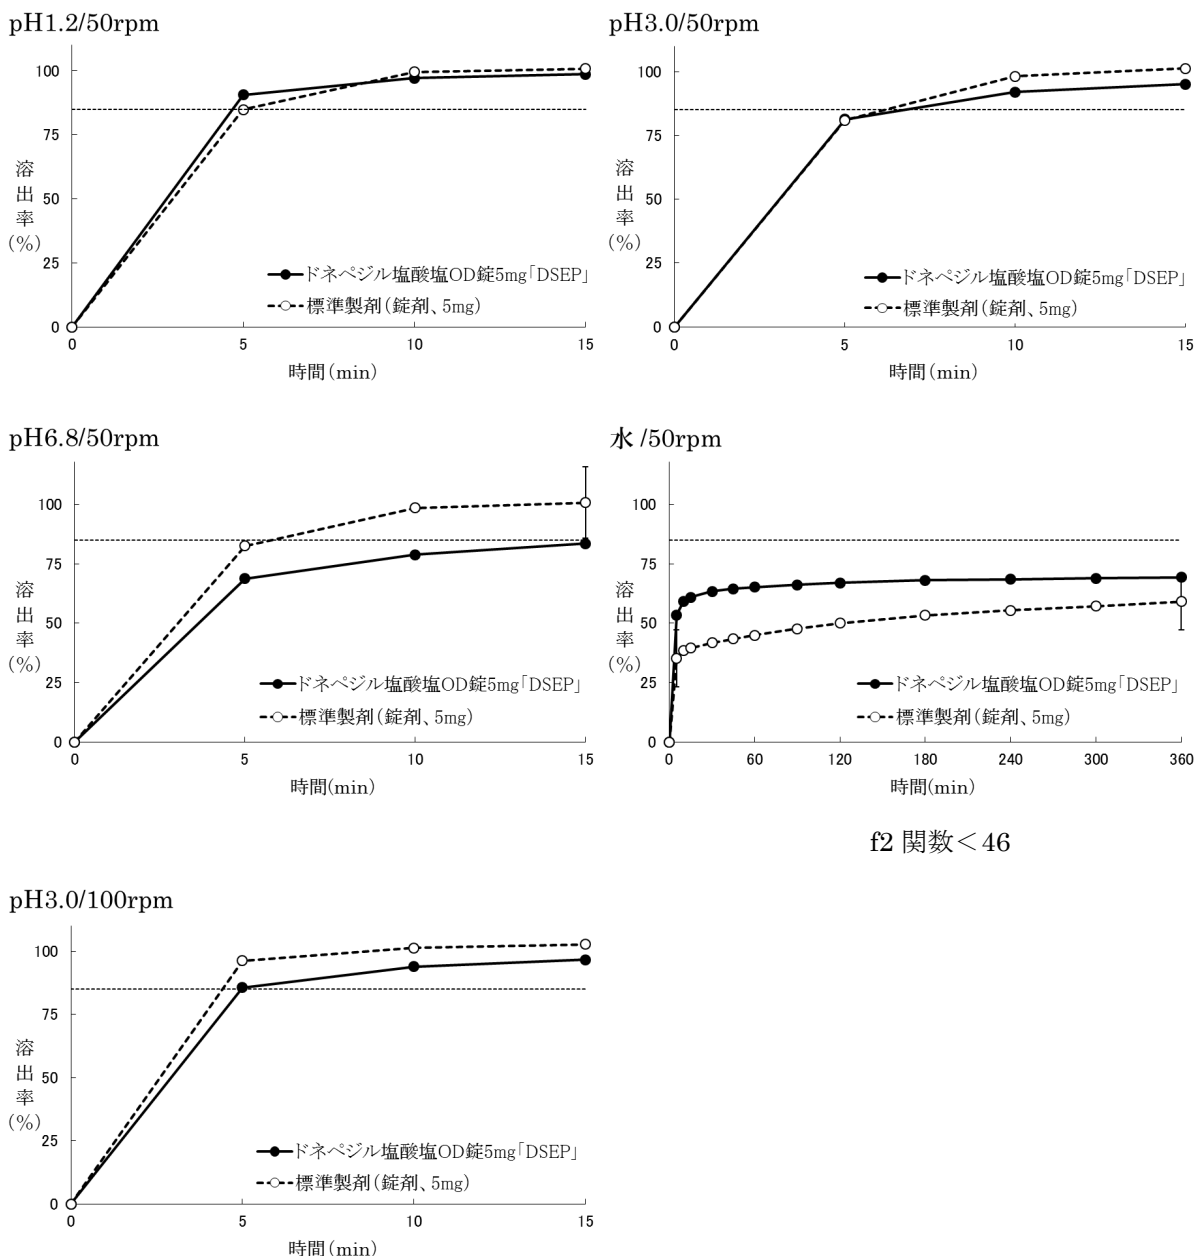 pH1.2/50rpm
100
75
50
25
0
溶出率(%)
ドネペジル塩酸塩OD錠5mg「DSEP」
標準製剤(錠剤、5mg)
0 5 10 15
時間(min)
pH3.0/50rpm
100
75
50
25
0
溶出率(%)
ドネペジル塩酸塩OD錠5mg「DSEP」
標準製剤(錠剤、5mg)
0 5 10 15
時間(min)
pH6.8/50rpm
100
75
50
25
0
溶出率(%)
ドネペジル塩酸塩OD錠5mg「DSEP」
標準製剤(錠剤、5mg)
0 5 10 15
時間(min)
水 /50rpm
100
75
50
25
0
溶出率(%)
ドネペジル塩酸塩OD錠5mg「DSEP」
標準製剤(錠剤、5mg)
0 60 120 180 240 300 360
時間(min)
f2 関数＜46
pH3.0/100rpm
100
75
50
25
0
溶出率(%)
ドネペジル塩酸塩OD錠5mg「DSEP」
標準製剤(錠剤、5mg)
0 5 10 15
時間(min)